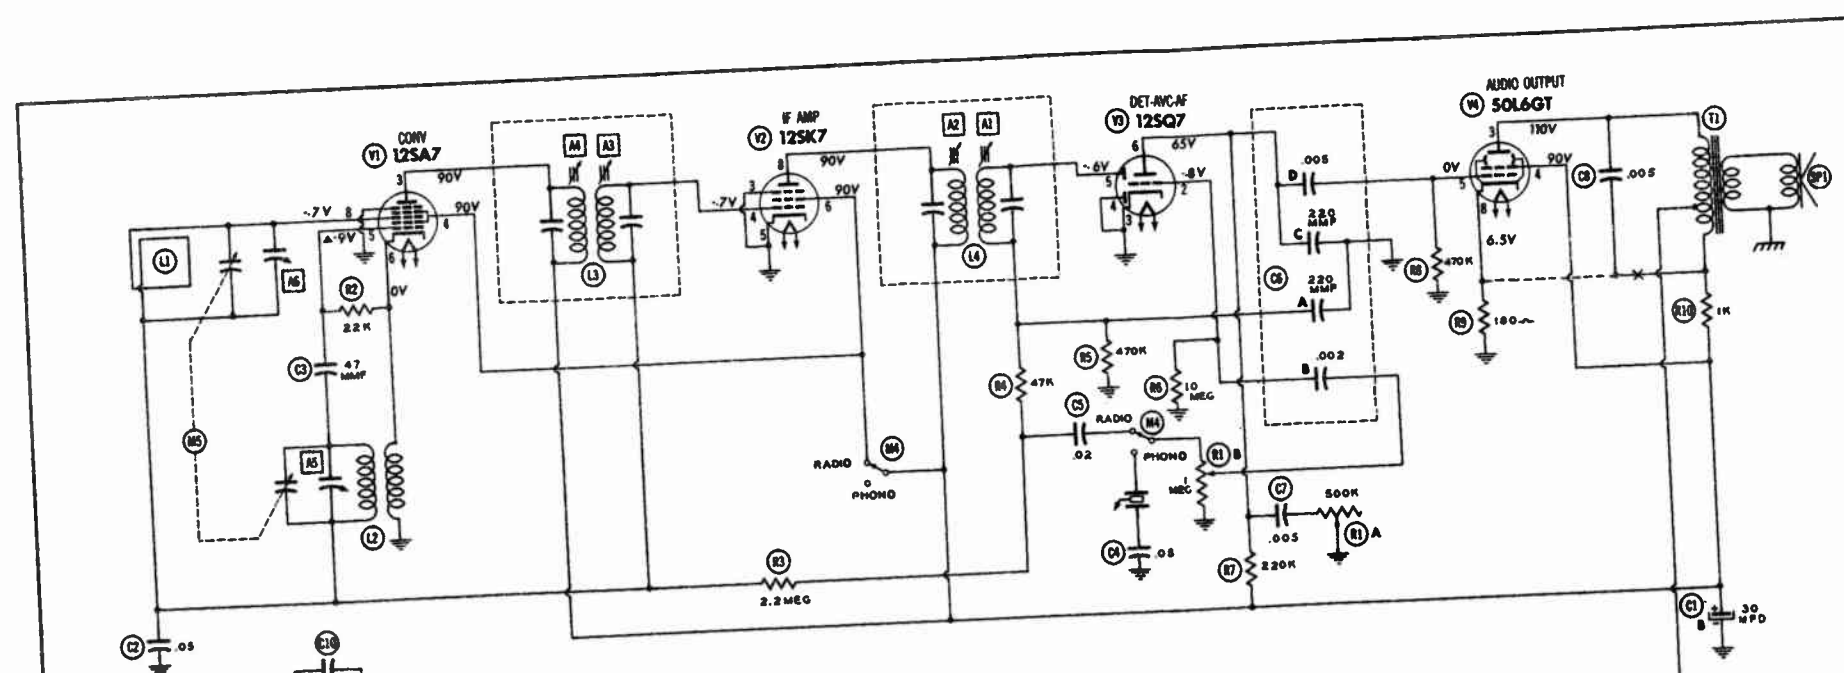 AUDIO OUTPUT
V4 50L6GT
T1
DET-AVC-AF
V3 12SQ7
IF AMP
V2 12SK7
CONV
V1 12SA7
A4
A3
A2
A1
3
90V
8
90V
6
65V
3
110V
-.7V
8
90V
5
4
6
3
4
5
-.7V
90V
6
-.6V
5
4
3
-.8V
2
D
.005
0V
5
90V
4
8
C8
.005
SP1
L1
A6
R2
22K
0V
L3
L4
220
MMF
C
C6
220
MMF
A
R8
470K
6.5V
R9
180~
R10
1K
C3
47
MMF
R4
47K
R5
470K
R6
10
MEG
.002
B
M5
A5
L2
RADIO
M4
PHONO
C5
.02
RADIO
M4
PHONO
R1 B
1
MEG
C4
.05
C7
.005
500K
R1 A
R7
220K
R3
2.2 MEG
C2
.05
C10
C1
B
+
30
MFD